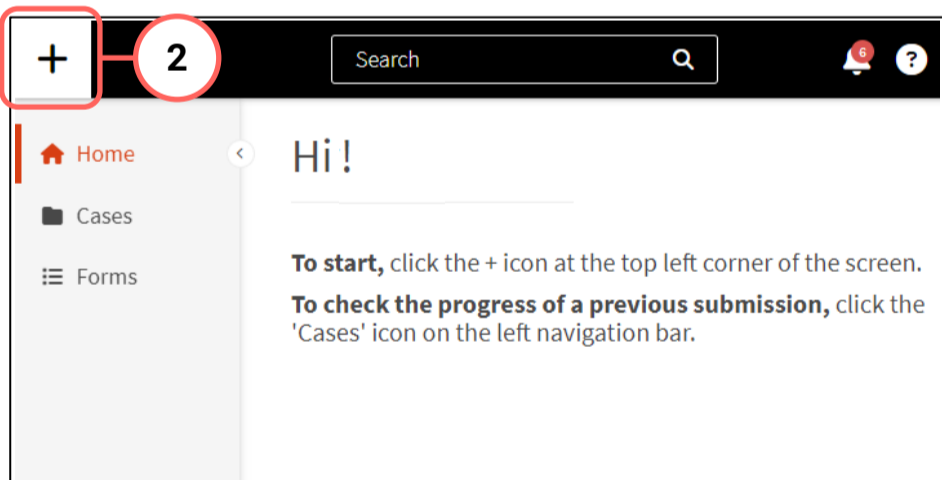 +
2
Search
6
?
Home
Hi !
Cases
To start, click the + icon at the top left corner of the screen.
Forms
To check the progress of a previous submission, click the
'Cases' icon on the left navigation bar.